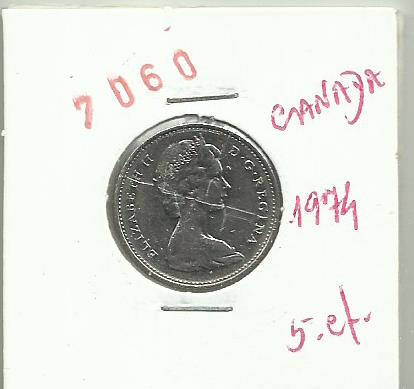 7060
CANADA
1974
5.ct.
ELIZABETH II D·G·REGINA